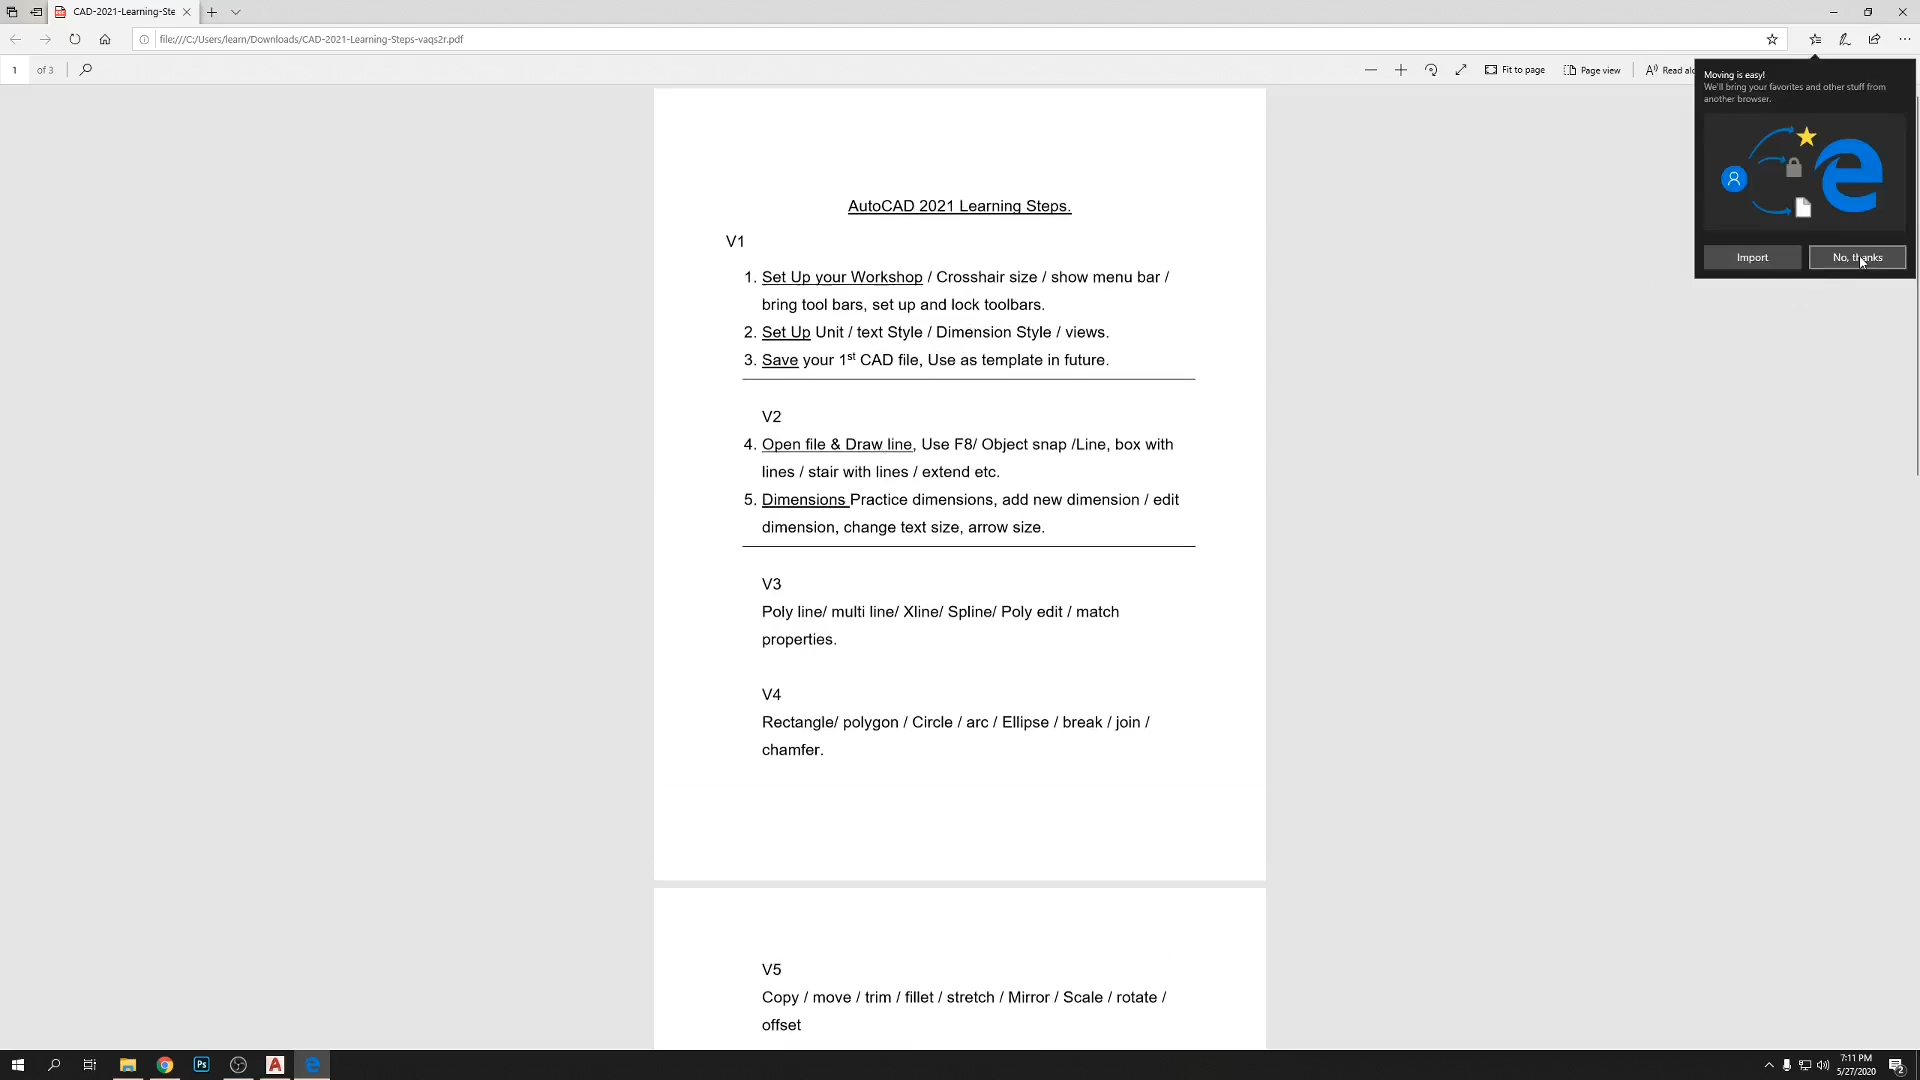 CAD-2021-Learning-Ste
file:///C:/Users/learn/Downloads/CAD-2021-Learning-Steps-vaqs2r.pdf
1 of 3
Fit to page
Page view
Read alo
Moving is easy!
We'll bring your favorites and other stuff from
another browser.
Import
No, thanks
AutoCAD 2021 Learning Steps.
V1
1. Set Up your Workshop / Crosshair size / show menu bar /
bring tool bars, set up and lock toolbars.
2. Set Up Unit / text Style / Dimension Style / views.
3. Save your 1st CAD file, Use as template in future.
V2
4. Open file & Draw line, Use F8/ Object snap /Line, box with
lines / stair with lines / extend etc.
5. Dimensions Practice dimensions, add new dimension / edit
dimension, change text size, arrow size.
V3
Poly line/ multi line/ Xline/ Spline/ Poly edit / match
properties.
V4
Rectangle/ polygon / Circle / arc / Ellipse / break / join /
chamfer.
V5
Copy / move / trim / fillet / stretch / Mirror / Scale / rotate /
offset
Ps
A
7:11 PM
5/27/2020
2